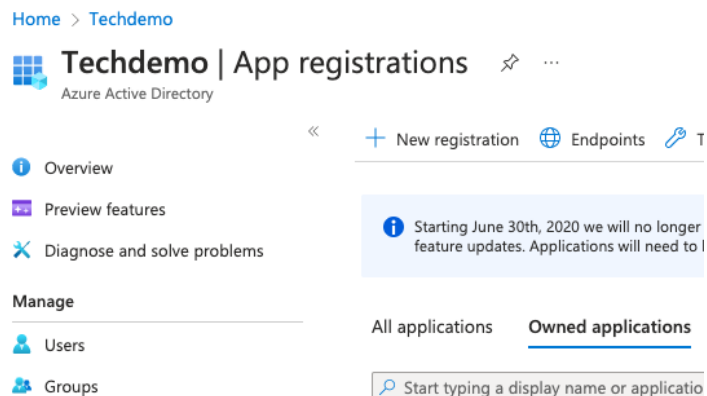 Home > Techdemo
Techdemo | App registrations
Azure Active Directory
New registration Endpoints
Overview
Preview features
Diagnose and solve problems
Starting June 30th, 2020 we will no longer
feature updates. Applications will need to
Manage
All applications Owned applications
Users
Groups
Start typing a display name or applicatio